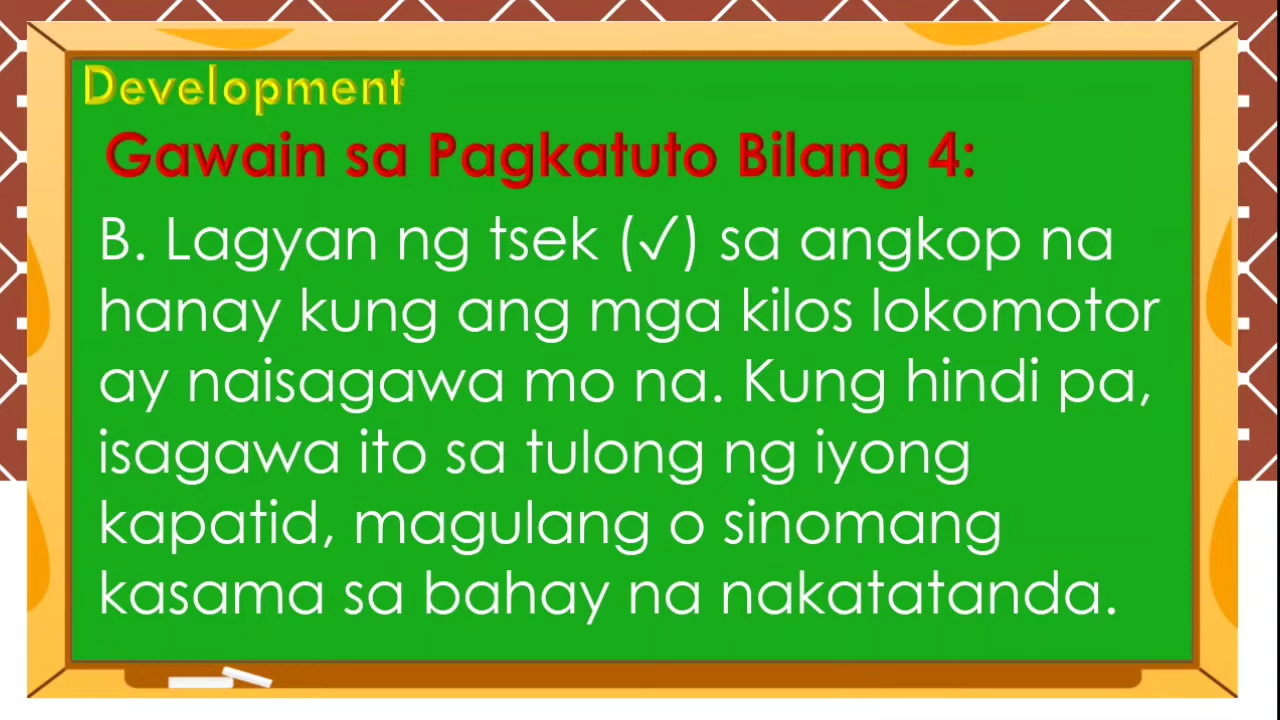 Development
Gawain sa Pagkatuto Bilang 4:
B. Lagyan ng tsek (✓) sa angkop na
hanay kung ang mga kilos lokomotor
ay naisagawa mo na. Kung hindi pa,
isagawa ito sa tulong ng iyong
kapatid, magulang o sinomang
kasama sa bahay na nakatatanda.